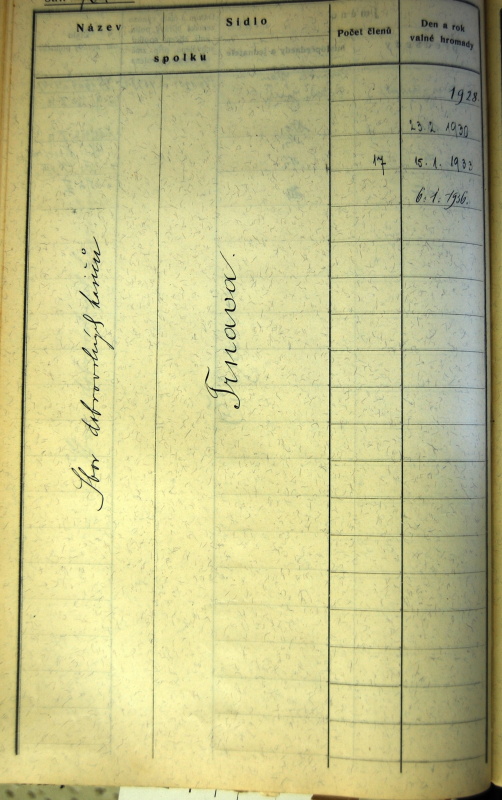 Název
Sídlo
Počet členů
Den a rok
valné hromady
spolku
1928.
23.2. 1930
17 15.1. 1933
6.1. 1936.
Sbor dobrovolných hasičů
Trnava.